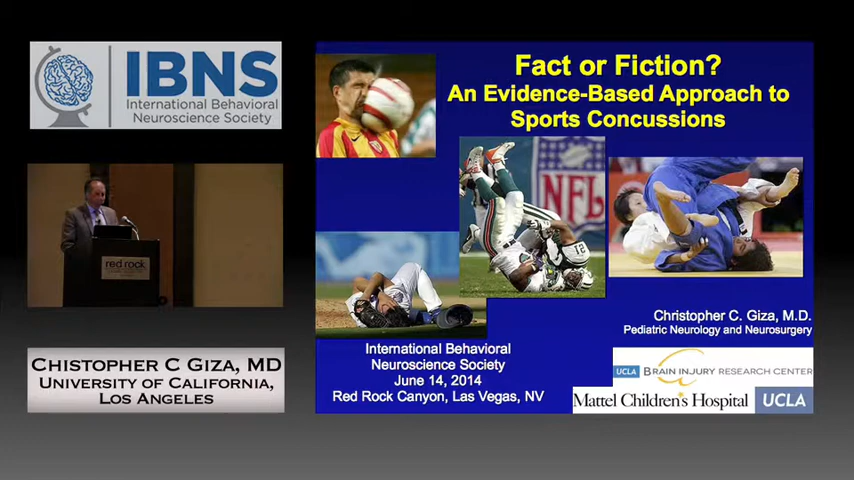 IBNS
International Behavioral
Neuroscience Society
red rock
CHISTOPHER C GIZA, MD
UNIVERSITY OF CALIFORNIA,
LOS ANGELES
Fact or Fiction?
An Evidence-Based Approach to
Sports Concussions
NFL
21
Christopher C. Giza, M.D.
Pediatric Neurology and Neurosurgery
International Behavioral
Neuroscience Society
June 14, 2014
Red Rock Canyon, Las Vegas, NV
UCLA BRAIN INJURY RESEARCH CENTER
Mattel Children's Hospital UCLA